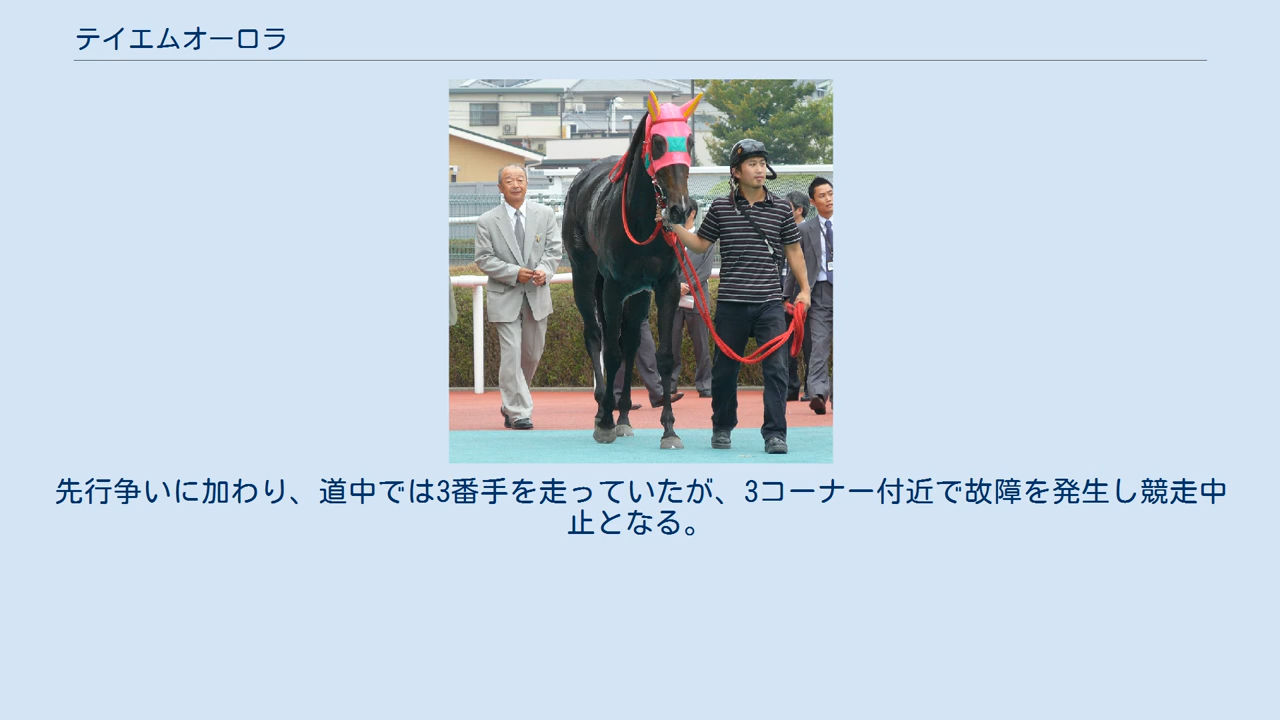 テイエムオーロラ
先行争いに加わり、道中では3番手を走っていたが、3コーナー付近で故障を発生し競走中
止となる。